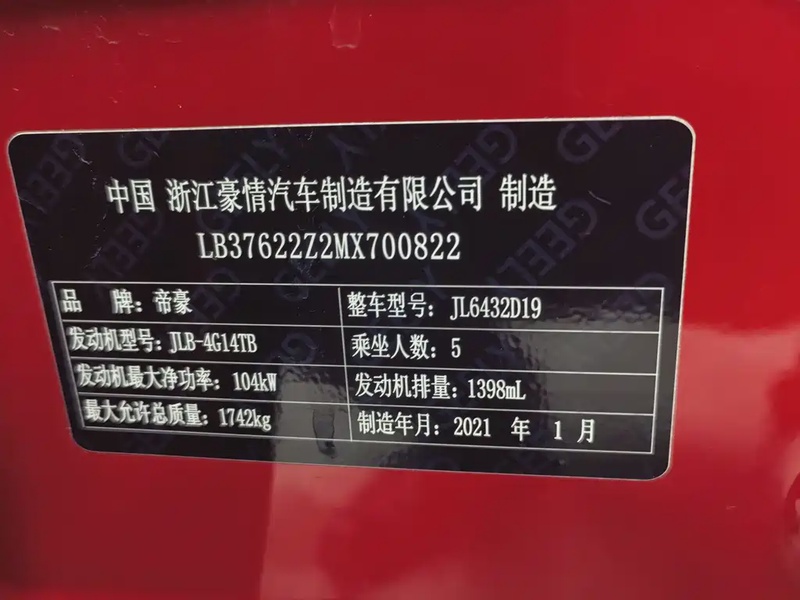 中国 浙江豪情汽车制造有限公司 制造
LB37622Z2MX700822
品 牌：帝豪 整车型号：JL6432D19
发动机型号：JLB-4G14TB 乘坐人数：5
发动机最大净功率：104kW 发动机排量：1398mL
最大允许总质量：1742kg 制造年月：2021 年 1 月
GEELY
GEELY
GEELY